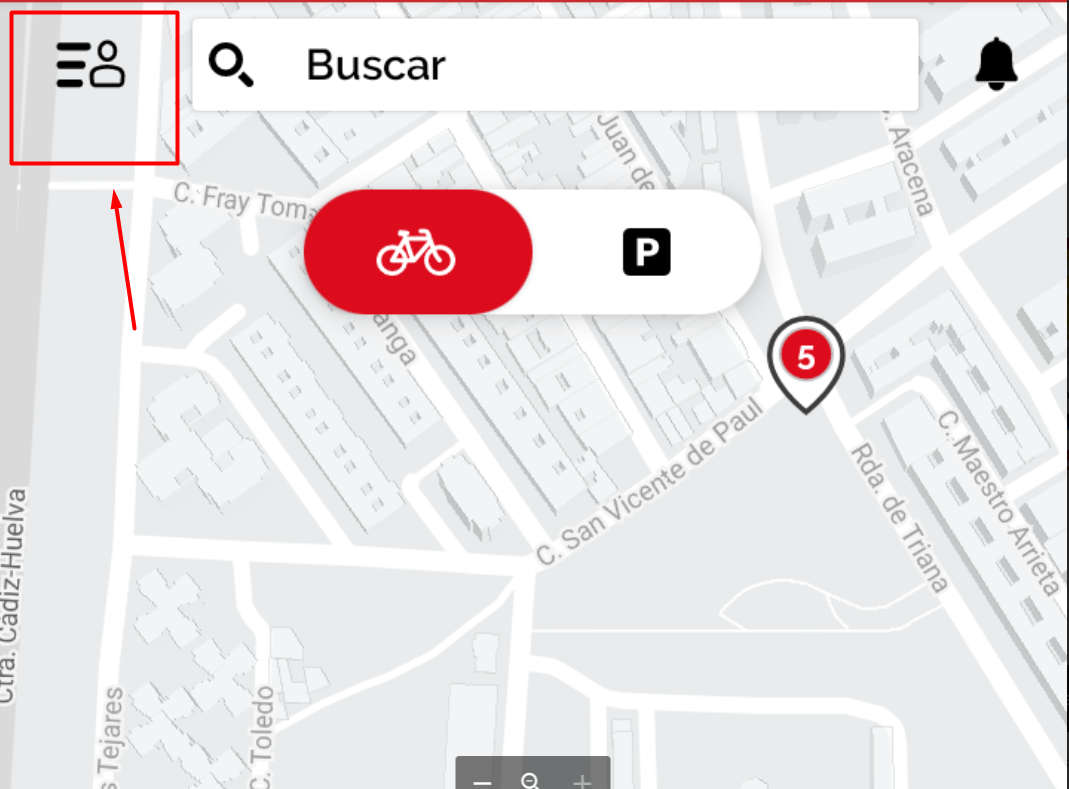 Buscar
Juan de
. Aracena
C. Fray Toma
P
anga
5
C. San Vicente de Paul
C. Maestro Arrieta
Rda. de Triana
Ctra. Cádiz-Huelva
s Tejares
C. Toledo